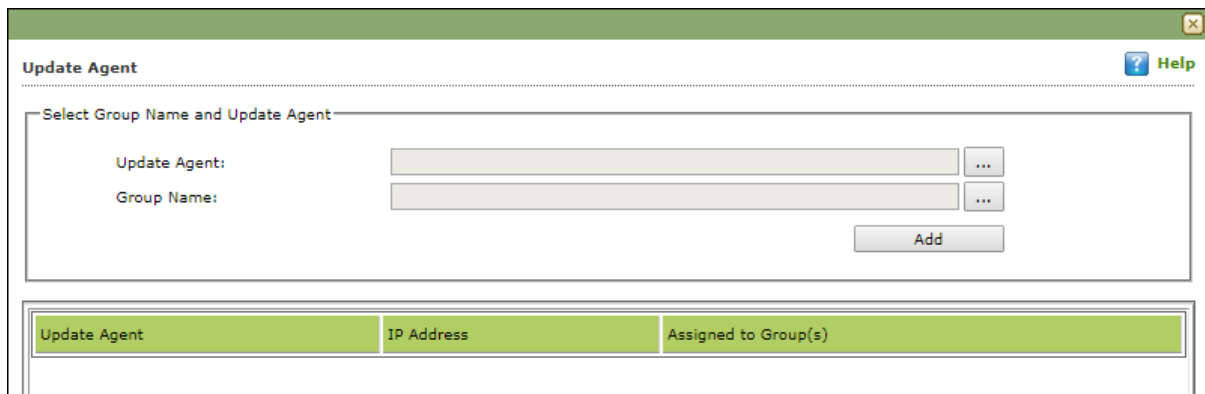 Update Agent
? Help
Select Group Name and Update Agent
Update Agent: ...
Group Name: ...
Add
Update Agent IP Address Assigned to Group(s)